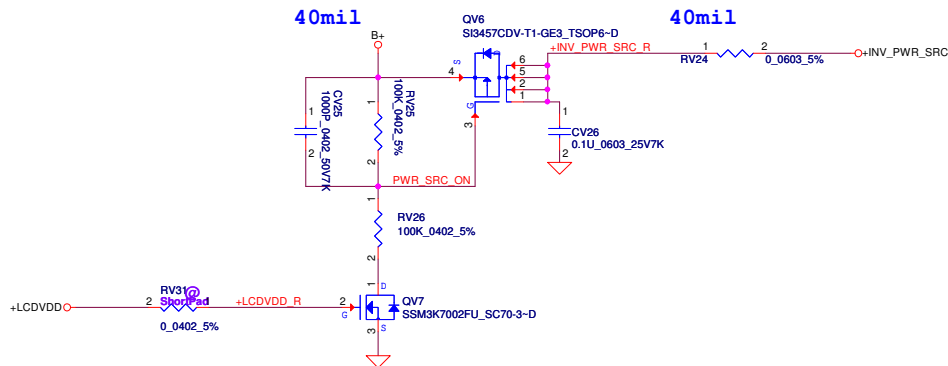 40mil
40mil
QV6
SI3457CDV-T1-GE3_TSOP6~D
B+
+INV_PWR_SRC_R
1
2
+INV_PWR_SRC
RV24
0_0603_5%
S
4
D
6
5
2
1
G
3
1
2
CV25
1000P_0402_50V7K
1
2
RV25
100K_0402_5%
1
2
CV26
0.1U_0603_25V7K
PWR_SRC_ON
1
2
RV26
100K_0402_5%
1
D
RV31
@
ShortPad
+LCDVDD
2
1
+LCDVDD_R
2
G
QV7
SSM3K7002FU_SC70-3~D
0_0402_5%
3
S